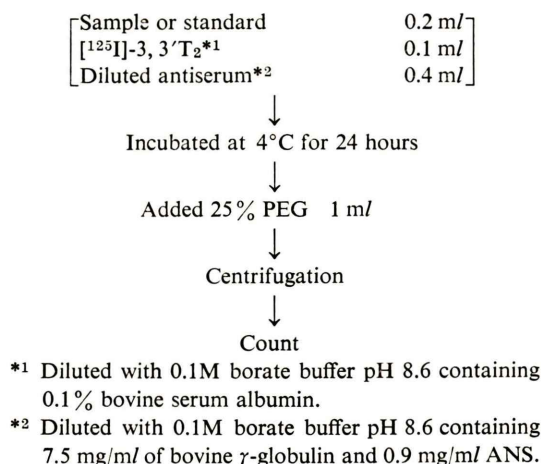 Sample or standard 0.2 ml
[¹²⁵I]-3, 3′T₂*¹ 0.1 ml
Diluted antiserum*² 0.4 ml
↓
Incubated at 4°C for 24 hours
↓
Added 25% PEG 1 ml
↓
Centrifugation
↓
Count
*¹ Diluted with 0.1M borate buffer pH 8.6 containing
0.1% bovine serum albumin.
*² Diluted with 0.1M borate buffer pH 8.6 containing
7.5 mg/ml of bovine γ-globulin and 0.9 mg/ml ANS.